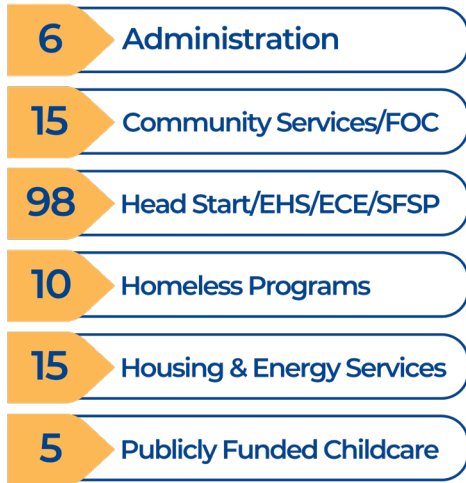 6 Administration
15 Community Services/FOC
98 Head Start/EHS/ECE/SFSP
10 Homeless Programs
15 Housing & Energy Services
5 Publicly Funded Childcare